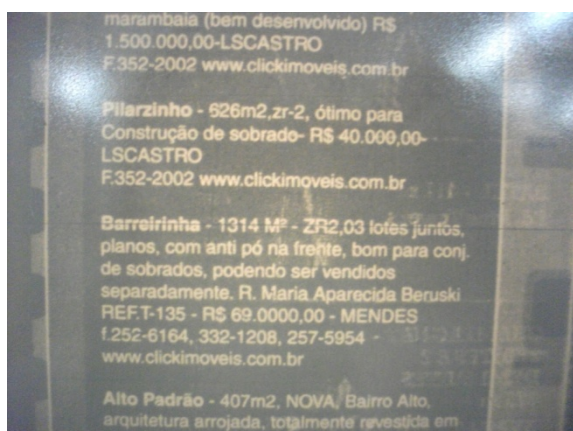 marambaia (bem desenvolvido) R$
1.500.000,00-LSCASTRO
F.352-2002 www.clickimoveis.com.br
Pilarzinho - 626m2,zr-2, ótimo para
Construção de sobrado- R$ 40.000,00-
LSCASTRO
F.352-2002 www.clickimoveis.com.br
Barreirinha - 1314 M² - ZR2,03 lotes juntos,
planos, com anti pó na frente, bom para conj.
de sobrados, podendo ser vendidos
separadamente. R. Maria Aparecida Beruski
REF.T-135 - R$ 69.0000,00 - MENDES
f.252-6164, 332-1208, 257-5954 -
www.clickimoveis.com.br
Alto Padrão - 407m2, NOVA, Bairro Alto,
arquitetura arrojada, totalmente revestida em